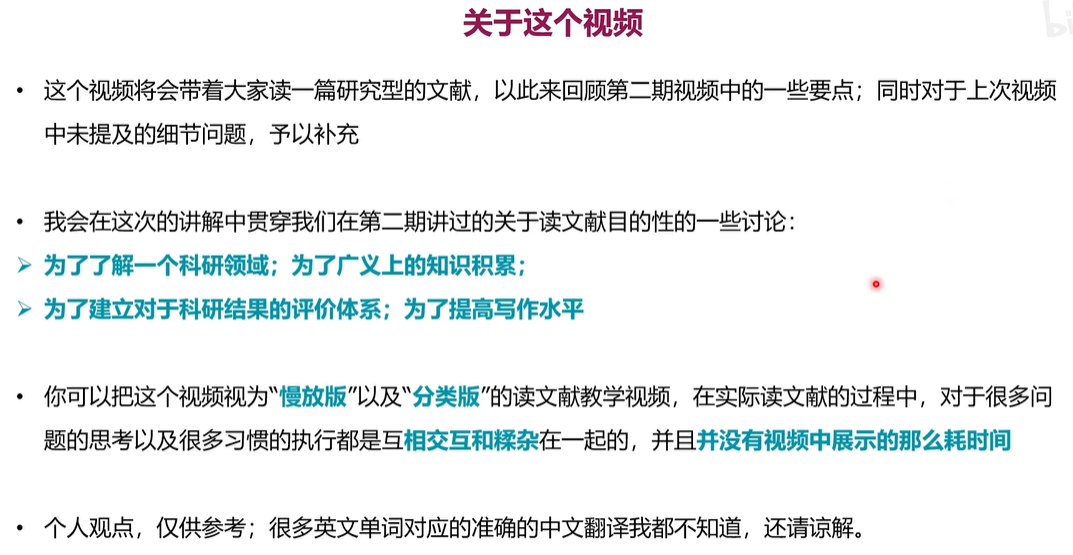 关于这个视频
• 这个视频将会带着大家读一篇研究型的文献，以此来回顾第二期视频中的一些要点；同时对于上次视频
中未提及的细节问题，予以补充
• 我会在这次的讲解中贯穿我们在第二期讲过的关于读文献目的性的一些讨论：
➢ 为了了解一个科研领域；为了广义上的知识积累；
➢ 为了建立对于科研结果的评价体系；为了提高写作水平
• 你可以把这个视频视为“慢放版”以及“分类版”的读文献教学视频，在实际读文献的过程中，对于很多问
题的思考以及很多习惯的执行都是互相交互和糅杂在一起的，并且并没有视频中展示的那么耗时间
• 个人观点，仅供参考；很多英文单词对应的准确的中文翻译我都不知道，还请谅解。